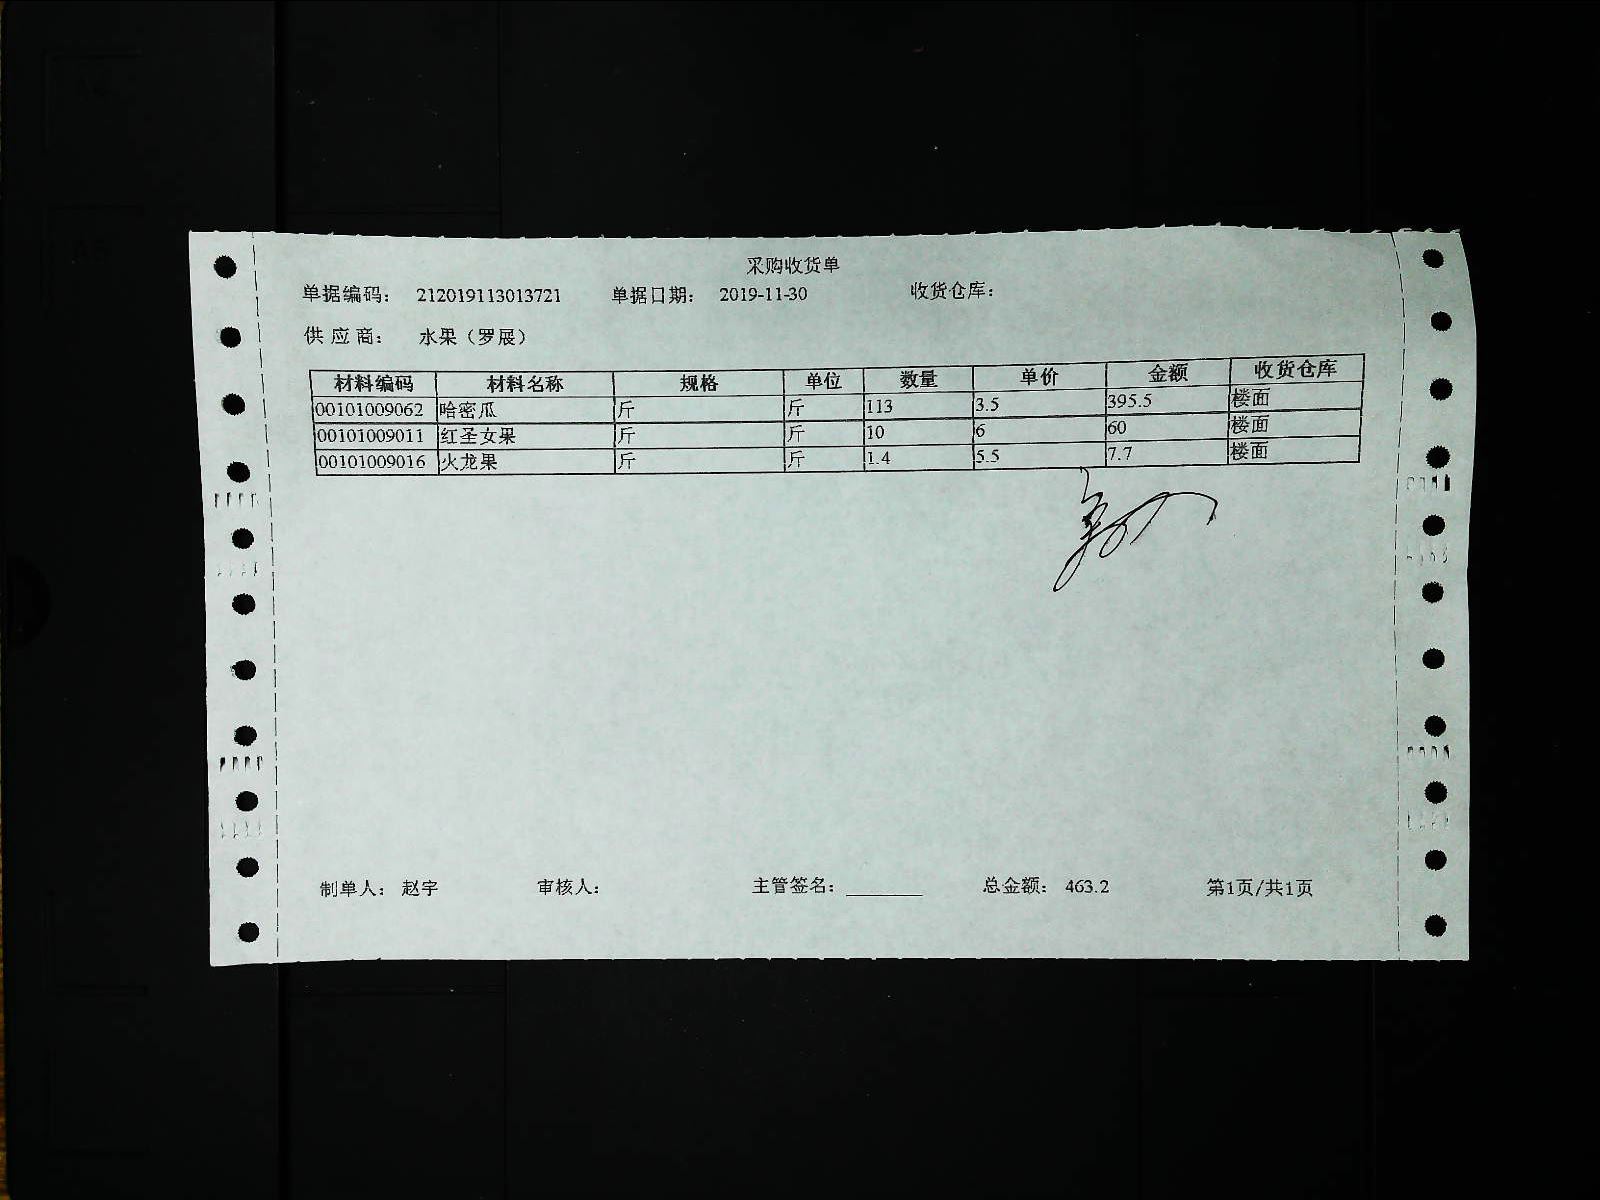 采购收货单
单据编码： 212019113013721 单据日期： 2019-11-30 收货仓库：
供 应 商： 水果（罗展）
材料编码 材料名称 规格 单位 数量 单价 金额 收货仓库
00101009062 哈密瓜 斤 斤 113 3.5 395.5 楼面
00101009011 红圣女果 斤 斤 10 6 60 楼面
00101009016 火龙果 斤 斤 1.4 5.5 7.7 楼面
制单人： 赵宇 审核人： 主管签名： 总金额： 463.2 第1页/共1页